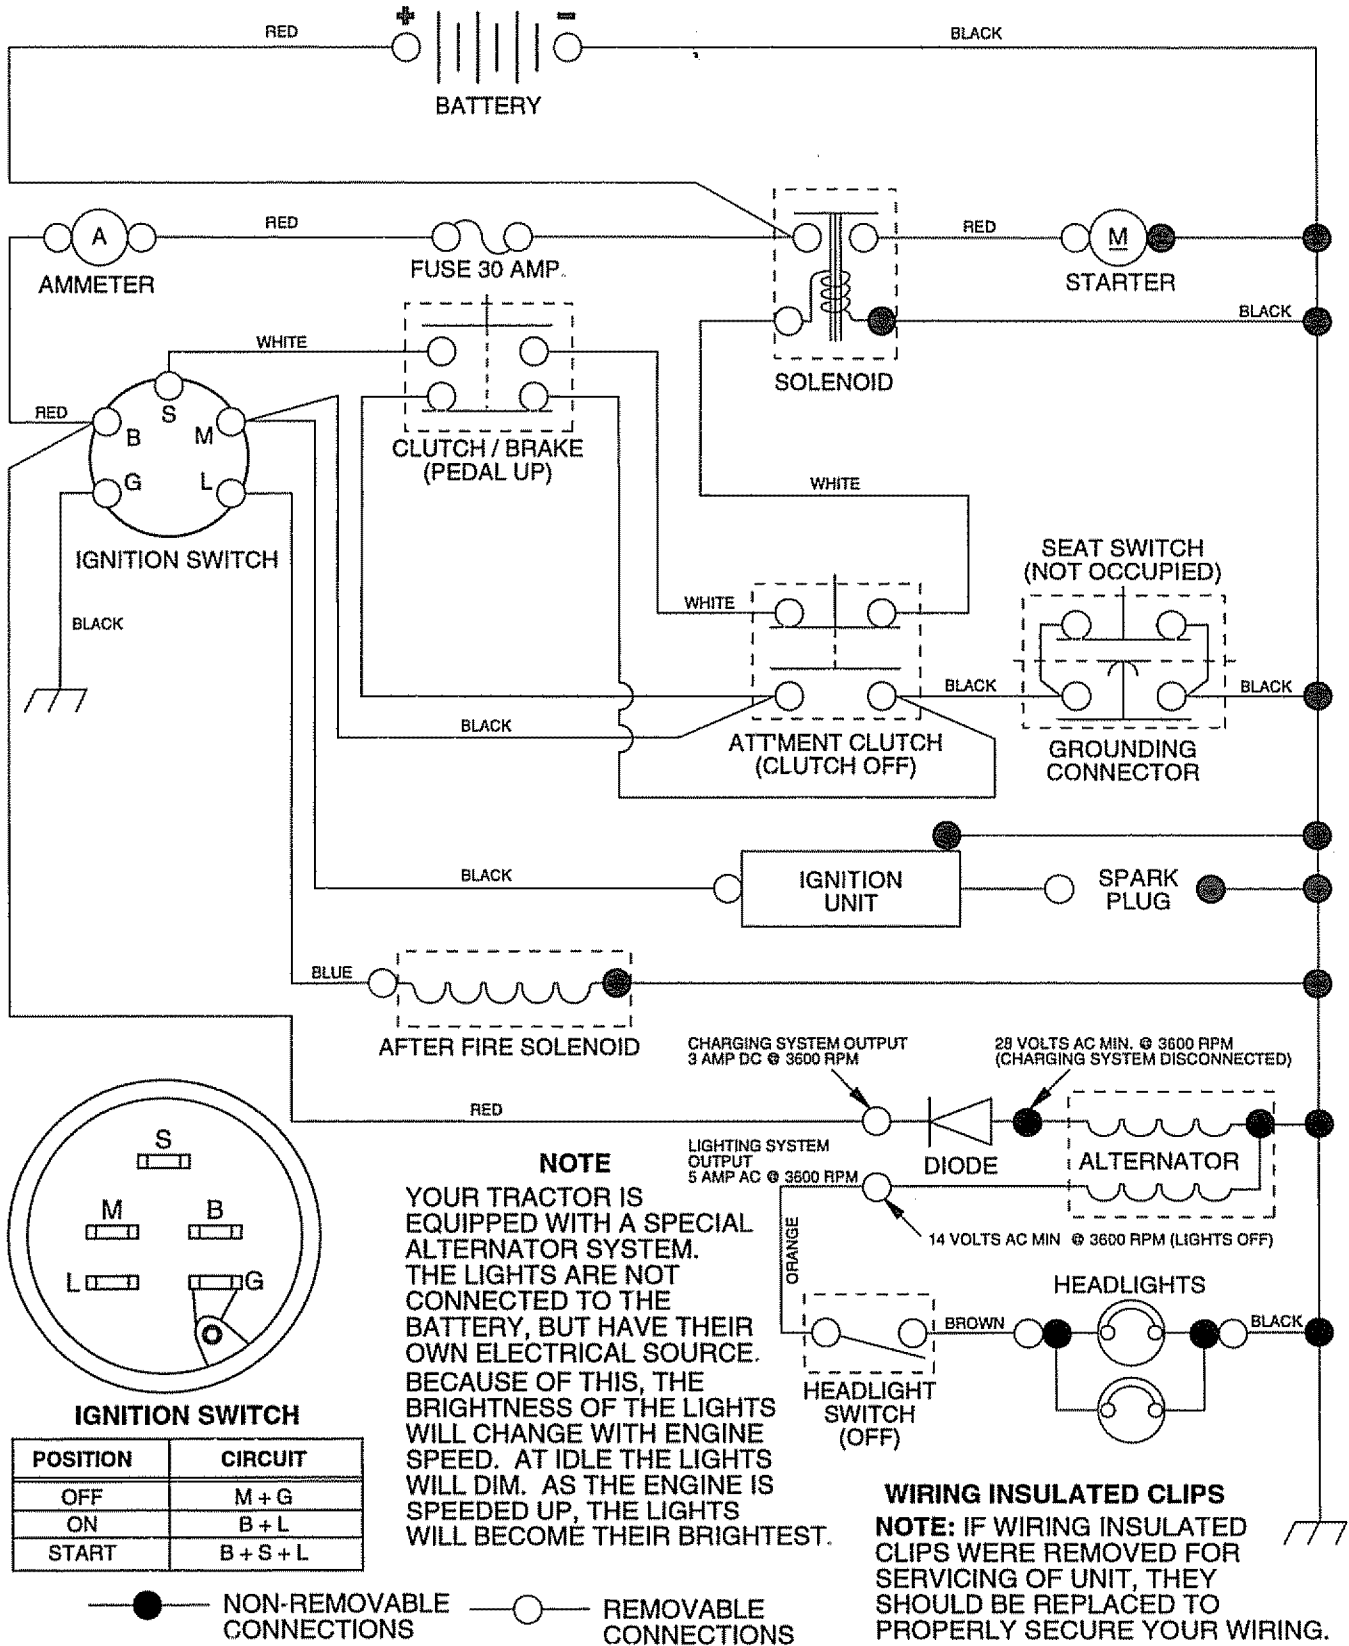 + -
RED
BLACK
BATTERY
A
RED
RED
M
AMMETER
FUSE 30 AMP.
STARTER
BLACK
WHITE
SOLENOID
RED
S
B
M
G
L
CLUTCH / BRAKE
(PEDAL UP)
WHITE
IGNITION SWITCH
SEAT SWITCH
(NOT OCCUPIED)
BLACK
WHITE
BLACK
BLACK
BLACK
ATT'MENT CLUTCH
(CLUTCH OFF)
GROUNDING
CONNECTOR
BLACK
IGNITION
UNIT
SPARK
PLUG
BLUE
AFTER FIRE SOLENOID
CHARGING SYSTEM OUTPUT
3 AMP DC @ 3600 RPM
28 VOLTS AC MIN. @ 3600 RPM
(CHARGING SYSTEM DISCONNECTED)
RED
DIODE
ALTERNATOR
LIGHTING SYSTEM
OUTPUT
5 AMP AC @ 3600 RPM
14 VOLTS AC MIN @ 3600 RPM (LIGHTS OFF)
ORANGE
HEADLIGHTS
BROWN
BLACK
HEADLIGHT
SWITCH
(OFF)
S
M
B
L
G
IGNITION SWITCH
POSITION CIRCUIT
OFF M + G
ON B + L
START B + S + L
NOTE
YOUR TRACTOR IS
EQUIPPED WITH A SPECIAL
ALTERNATOR SYSTEM.
THE LIGHTS ARE NOT
CONNECTED TO THE
BATTERY, BUT HAVE THEIR
OWN ELECTRICAL SOURCE.
BECAUSE OF THIS, THE
BRIGHTNESS OF THE LIGHTS
WILL CHANGE WITH ENGINE
SPEED. AT IDLE THE LIGHTS
WILL DIM. AS THE ENGINE IS
SPEEDED UP, THE LIGHTS
WILL BECOME THEIR BRIGHTEST.
WIRING INSULATED CLIPS
NOTE: IF WIRING INSULATED
CLIPS WERE REMOVED FOR
SERVICING OF UNIT, THEY
SHOULD BE REPLACED TO
PROPERLY SECURE YOUR WIRING.
NON-REMOVABLE
CONNECTIONS
REMOVABLE
CONNECTIONS